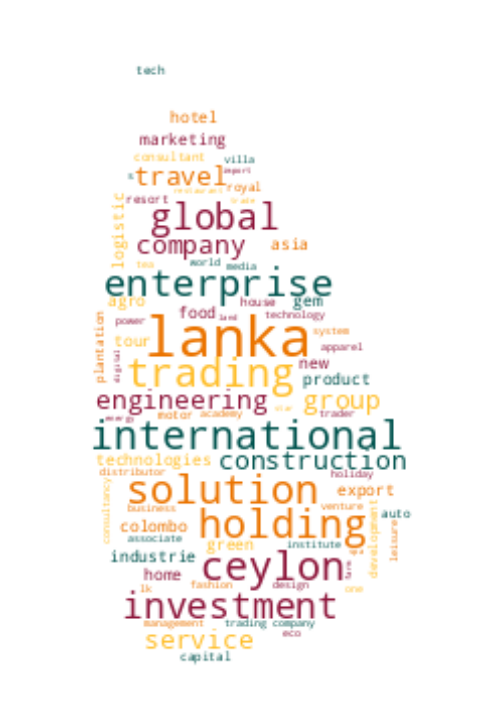 tech
hotel
marketing
consultant villa
travel import
restaurant royal
resort trade
logistic
global
company asia
world media
tea
enterprise
agro house gem
food land technology
power
plantation
lanka system
tour
digital apparel
trading new
product
engineering group
motor academy star trader
energy
international
technologies construction
distributor holiday
consultancy
solution export
business venture
holding auto
colombo
associate development
green institute leisure
industrie
ceylon farm
home
lk fashion design one
investment
management trading company
eco
service
capital